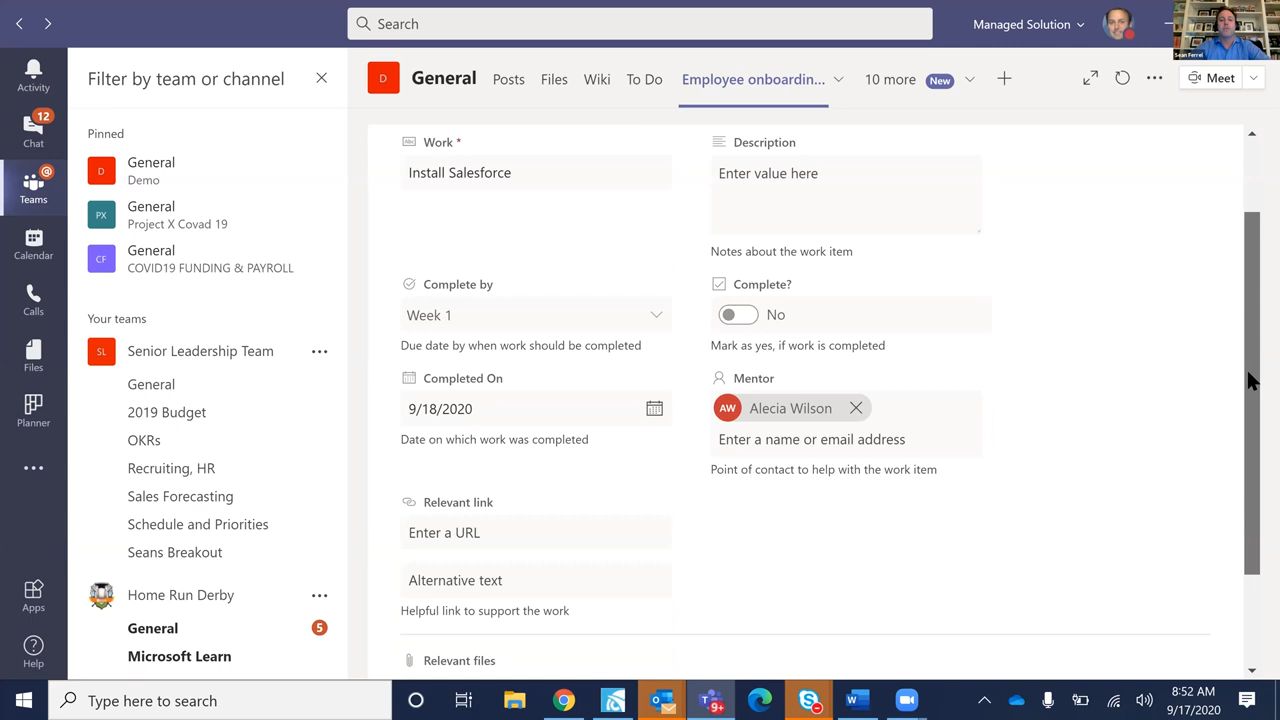 Search
Managed Solution
Sean Ferrel
Activity
12
Chat
Teams
Calendar
Calls
Files
Planner
Apps
Help
Filter by team or channel
Pinned
D
General
Demo
PX
General
Project X Covad 19
CF
General
COVID19 FUNDING & PAYROLL
Your teams
SL
Senior Leadership Team
General
2019 Budget
OKRs
Recruiting, HR
Sales Forecasting
Schedule and Priorities
Seans Breakout
Home Run Derby
General
5
Microsoft Learn
D
General
Posts
Files
Wiki
To Do
Employee onboardin...
10 more
New
Meet
Work *
Install Salesforce
Description
Enter value here
Notes about the work item
Complete by
Week 1
Due date by when work should be completed
Complete?
No
Mark as yes, if work is completed
Completed On
9/18/2020
Date on which work was completed
Mentor
AW
Alecia Wilson
Enter a name or email address
Point of contact to help with the work item
Relevant link
Enter a URL
Alternative text
Helpful link to support the work
Relevant files
Type here to search
9+
8:52 AM
9/17/2020